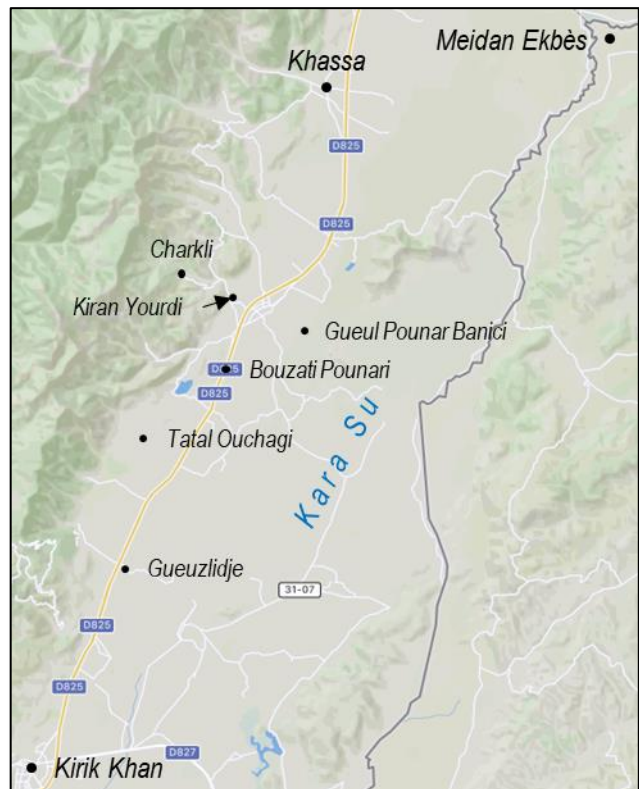 Meidan Ekbès
Khassa
D825
D825
Charkli
Kiran Yourdi
Gueul Pounar Banici
D825
Bouzati Pounari
D825
Kara Su
Tatal Ouchagi
Gueuzlidje
31-07
D825
D825
D827
Kirik Khan